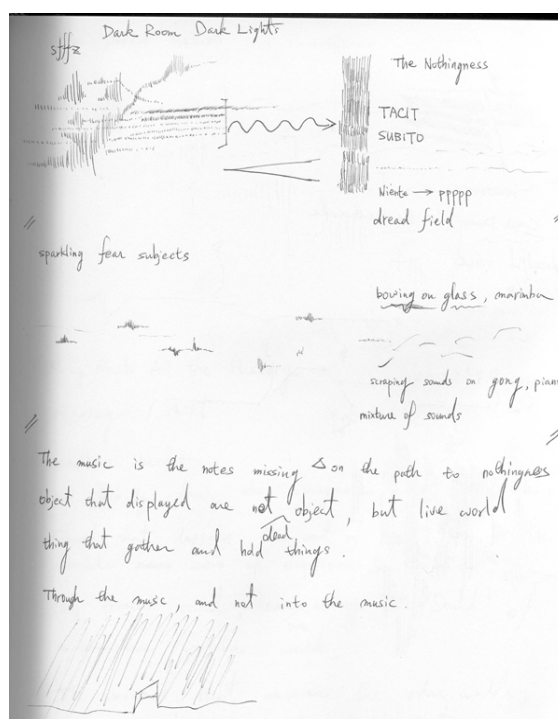 Dark Room Dark Lights
sffz
The Nothingness
TACIT
SUBITO
Niente → ppppp
dread field
sparkling fear subjects
bowing on glass, marimba
scraping sounds on gong, pian
mixture of sounds
The music is the notes missing Δ on the path to nothingness
object that displayed are not object, but live world
dead
thing that gather and hold things.
Through the music, and not into the music.